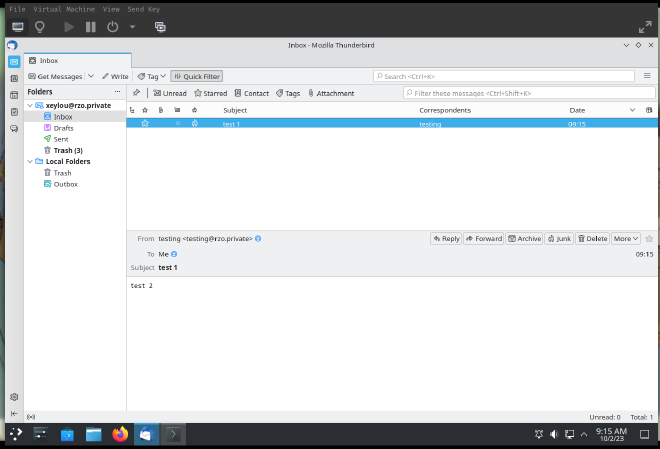 File Virtual Machine View Send Key
Inbox - Mozilla Thunderbird
Inbox
Get Messages Write Tag Quick Filter Search <Ctrl+K>
Folders ··· Unread Starred Contact Tags Attachment Filter these messages <Ctrl+Shift+K>
xeylou@rzo.private Subject Correspondents Date
Inbox test 1 testing 09:15
Drafts
Sent
Trash (3)
Local Folders
Trash
Outbox
From testing <testing@rzo.private> Reply Forward Archive Junk Delete More
To Me 09:15
Subject test 1
test 2
Unread: 0 Total: 1
9:15 AM
10/2/23